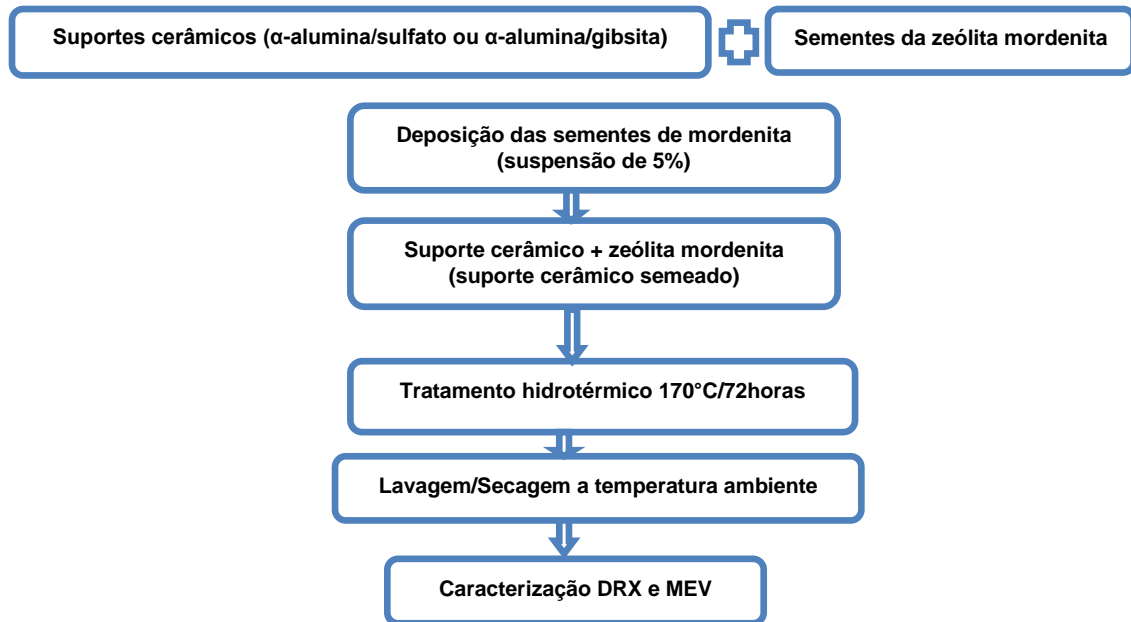 Suportes cerâmicos (α-alumina/sulfato ou α-alumina/gibsita)
Sementes da zeólita mordenita
Deposição das sementes de mordenita
(suspensão de 5%)
Suporte cerâmico + zeólita mordenita
(suporte cerâmico semeado)
Tratamento hidrotérmico 170°C/72horas
Lavagem/Secagem a temperatura ambiente
Caracterização DRX e MEV